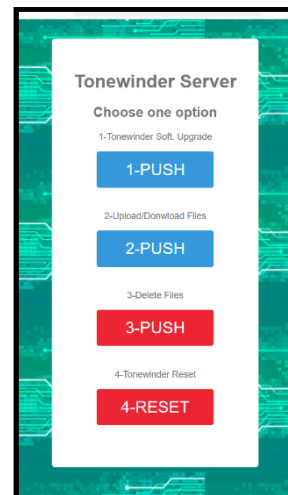 Tonewinder Server
Choose one option
1-Tonewinder Soft. Upgrade
1-PUSH
2-Upload/Donwload Files
2-PUSH
3-Delete Files
3-PUSH
4-Tonewinder Reset
4-RESET